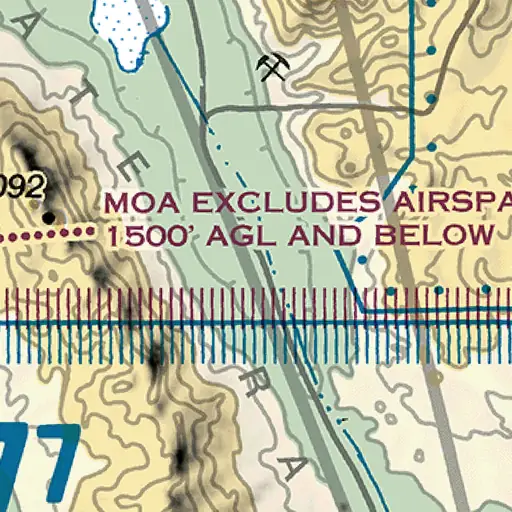 A
T
E
092
MOA EXCLUDES AIRSPA
1500' AGL AND BELOW
R
A
77